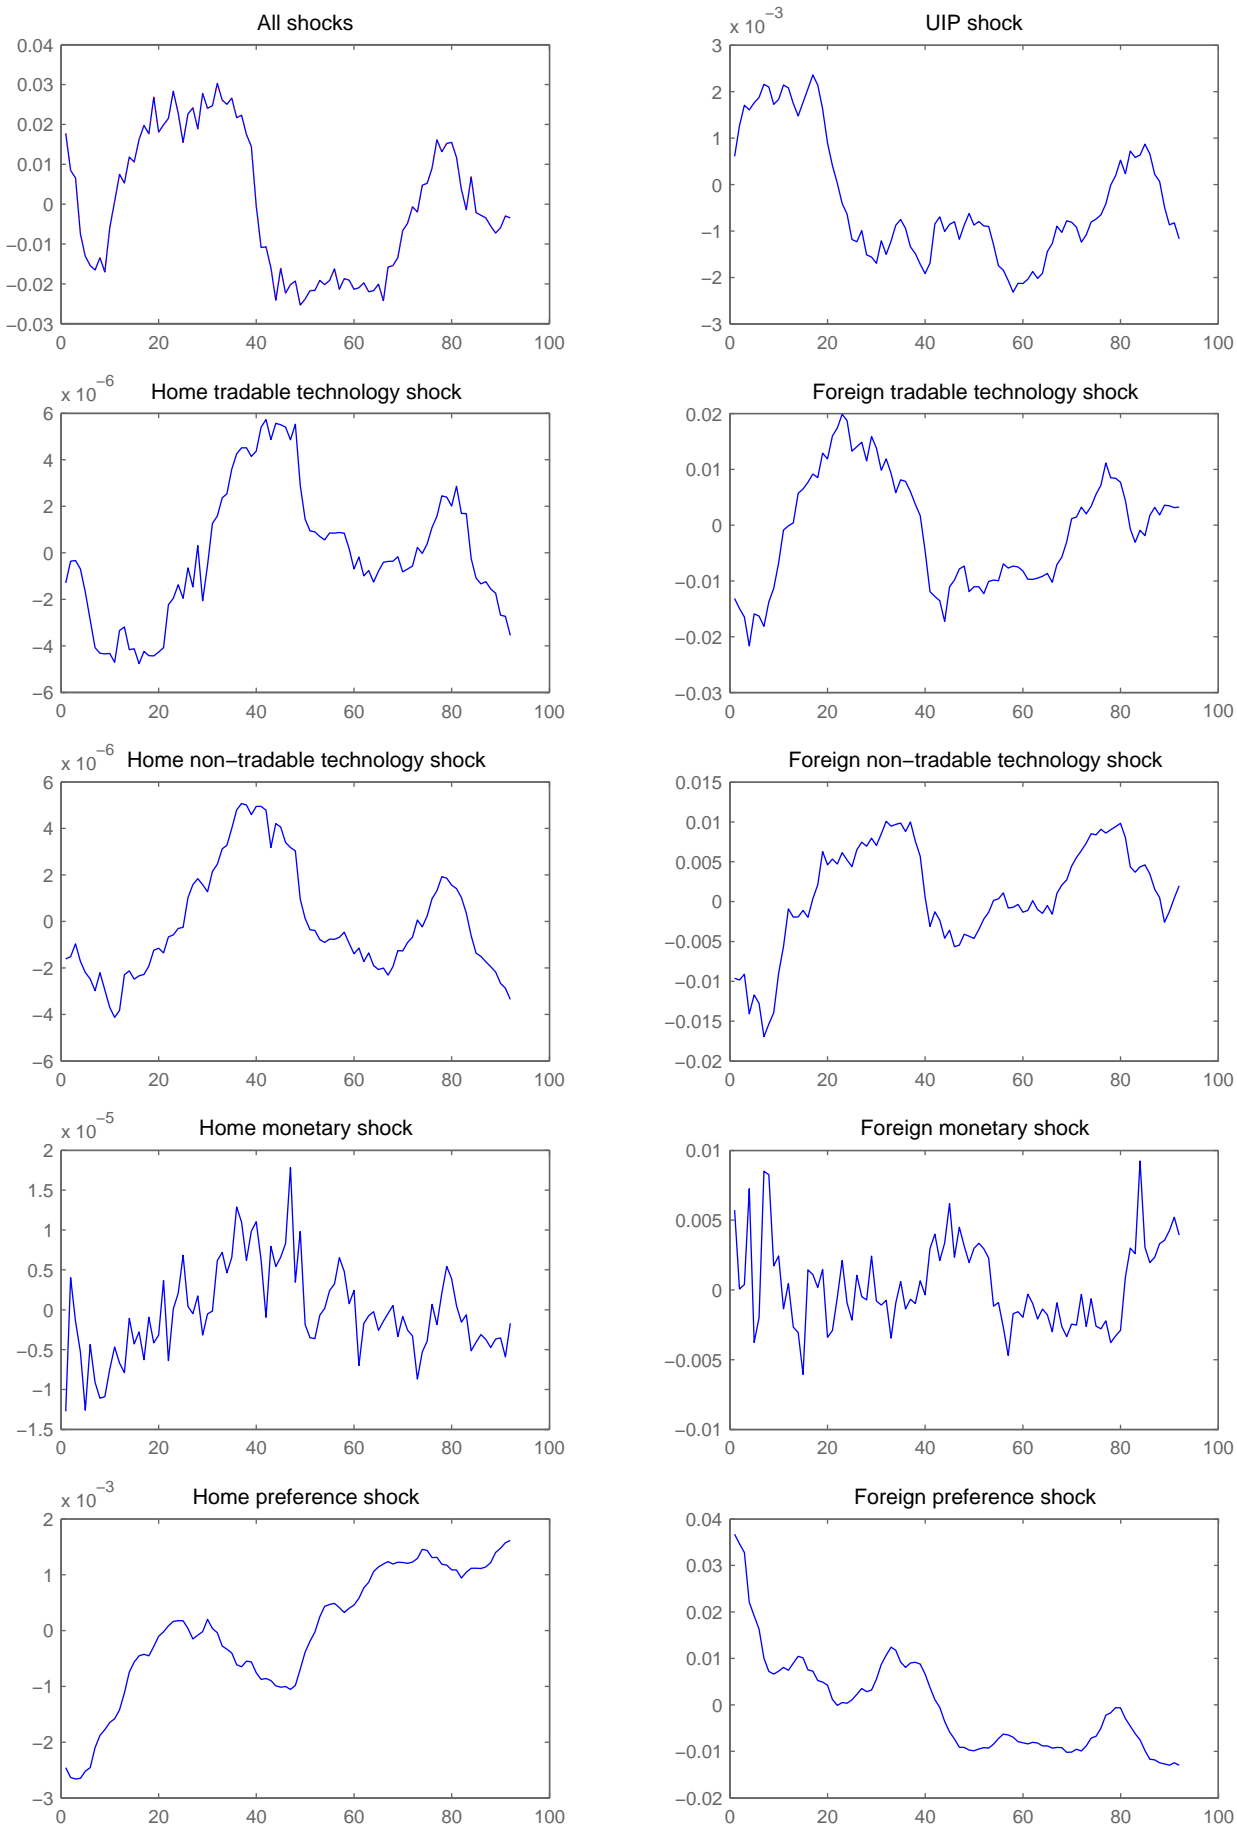 All shocks
0.04
0.03
0.02
0.01
0
−0.01
−0.02
−0.03
0 20 40 60 80 100
UIP shock
x 10−3
3
2
1
0
−1
−2
−3
0 20 40 60 80 100
Home tradable technology shock
x 10−6
6
4
2
0
−2
−4
−6
0 20 40 60 80 100
Foreign tradable technology shock
0.02
0.01
0
−0.01
−0.02
−0.03
0 20 40 60 80 100
Home non−tradable technology shock
x 10−6
6
4
2
0
−2
−4
−6
0 20 40 60 80 100
Foreign non−tradable technology shock
0.015
0.01
0.005
0
−0.005
−0.01
−0.015
−0.02
0 20 40 60 80 100
Home monetary shock
x 10−5
2
1.5
1
0.5
0
−0.5
−1
−1.5
0 20 40 60 80 100
Foreign monetary shock
0.01
0.005
0
−0.005
−0.01
0 20 40 60 80 100
Home preference shock
x 10−3
2
1
0
−1
−2
−3
0 20 40 60 80 100
Foreign preference shock
0.04
0.03
0.02
0.01
0
−0.01
−0.02
0 20 40 60 80 100